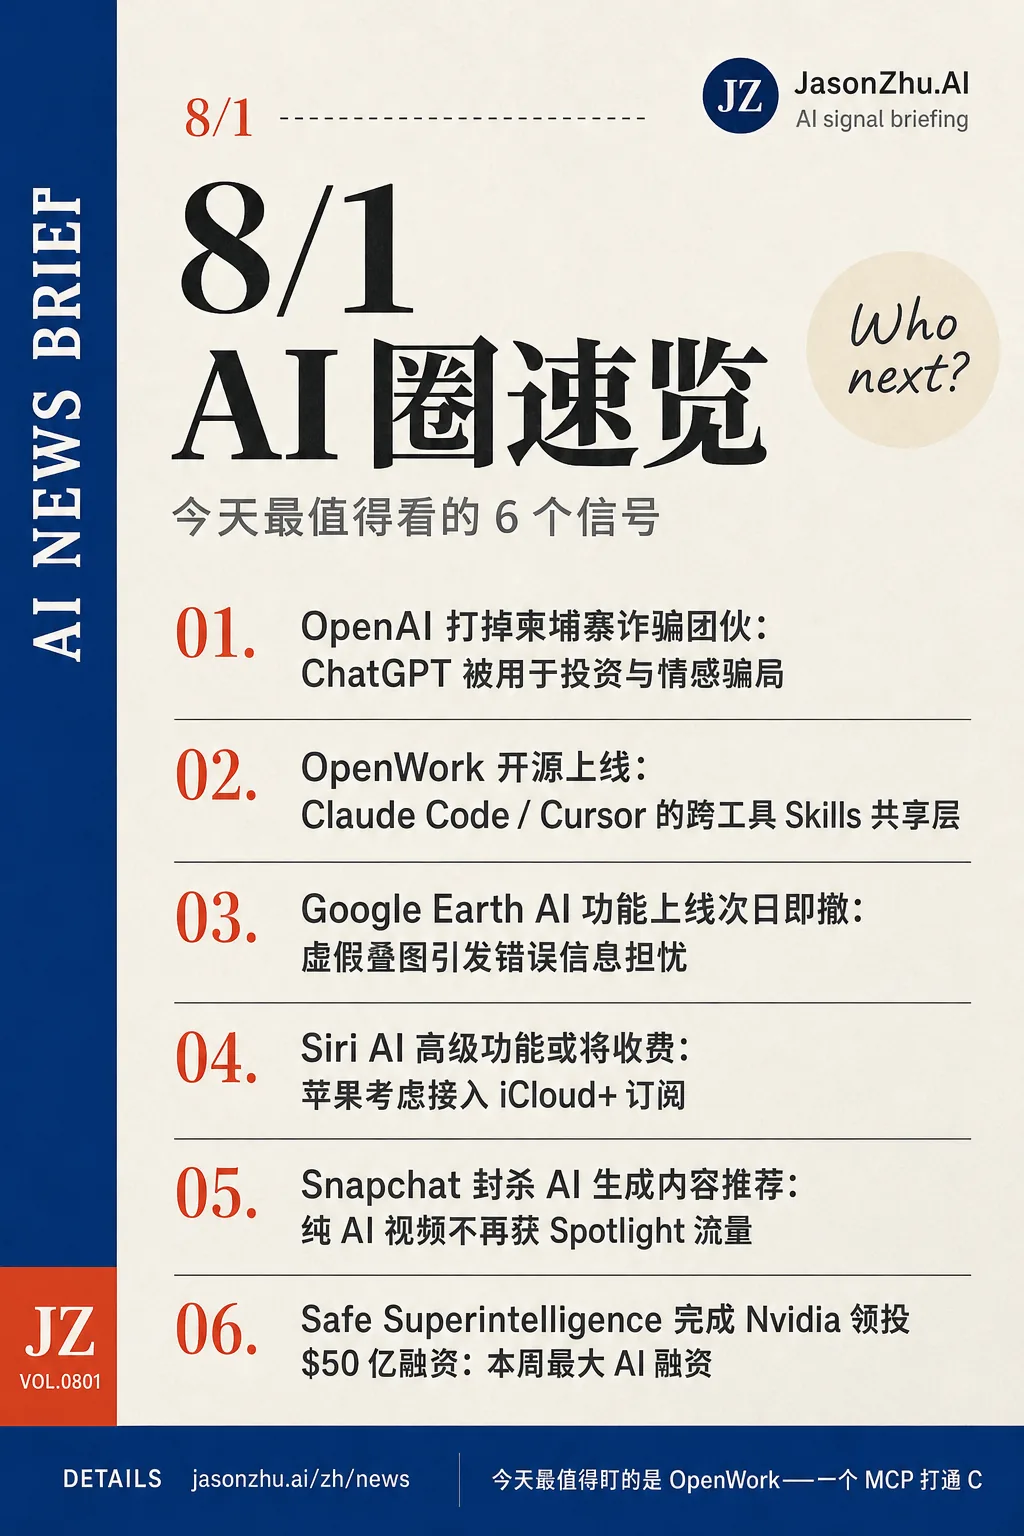 AI NEWS BRIEF
8/1
JZ
JasonZhu.AI
AI signal briefing
8/1
AI 圈速览
Who
next?
今天最值得看的 6 个信号
01.
OpenAI 打掉柬埔寨诈骗团伙：
ChatGPT 被用于投资与情感骗局
02.
OpenWork 开源上线：
Claude Code / Cursor 的跨工具 Skills 共享层
03.
Google Earth AI 功能上线次日即撤：
虚假叠图引发错误信息担忧
04.
Siri AI 高级功能或将收费：
苹果考虑接入 iCloud+ 订阅
05.
Snapchat 封杀 AI 生成内容推荐：
纯 AI 视频不再获 Spotlight 流量
06.
Safe Superintelligence 完成 Nvidia 领投
$50 亿融资：本周最大 AI 融资
JZ
VOL.0801
DETAILS jasonzhu.ai/zh/news
今天最值得盯的是 OpenWork——一个 MCP 打通 C